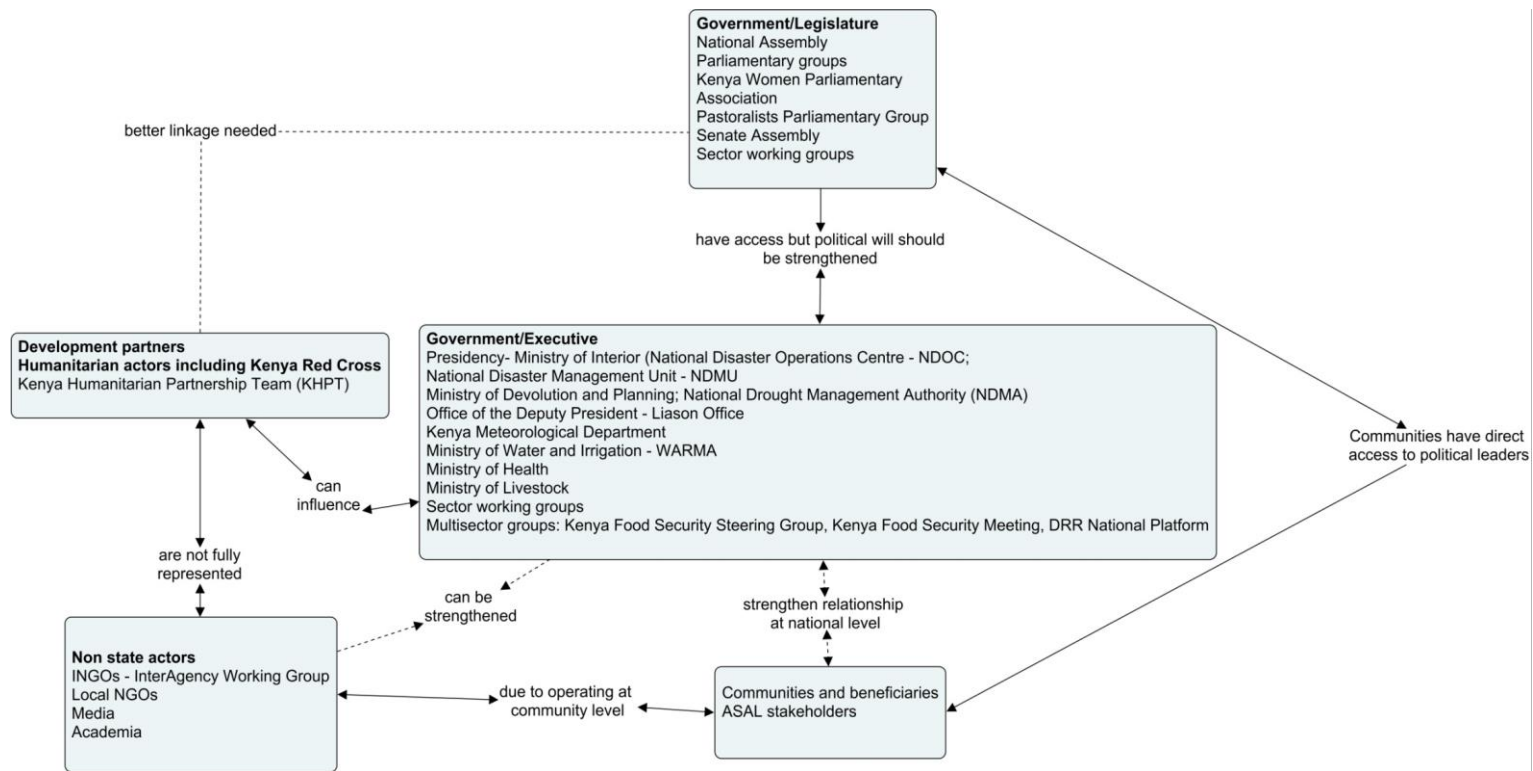 Government/Legislature
National Assembly
Parliamentary groups
Kenya Women Parliamentary
Association
Pastoralists Parliamentary Group
Senate Assembly
Sector working groups
better linkage needed
have access but political will should
be strengthened
Development partners
Humanitarian actors including Kenya Red Cross
Kenya Humanitarian Partnership Team (KHPT)
Government/Executive
Presidency- Ministry of Interior (National Disaster Operations Centre - NDOC;
National Disaster Management Unit - NDMU
Ministry of Devolution and Planning; National Drought Management Authority (NDMA)
Office of the Deputy President - Liason Office
Kenya Meteorological Department
Ministry of Water and Irrigation - WARMA
Ministry of Health
Ministry of Livestock
Sector working groups
Multisector groups: Kenya Food Security Steering Group, Kenya Food Security Meeting, DRR National Platform
Communities have direct
access to political leaders
can
influence
are not fully
represented
can be
strengthened
strengthen relationship
at national level
Non state actors
INGOs - InterAgency Working Group
Local NGOs
Media
Academia
due to operating at
community level
Communities and beneficiaries
ASAL stakeholders